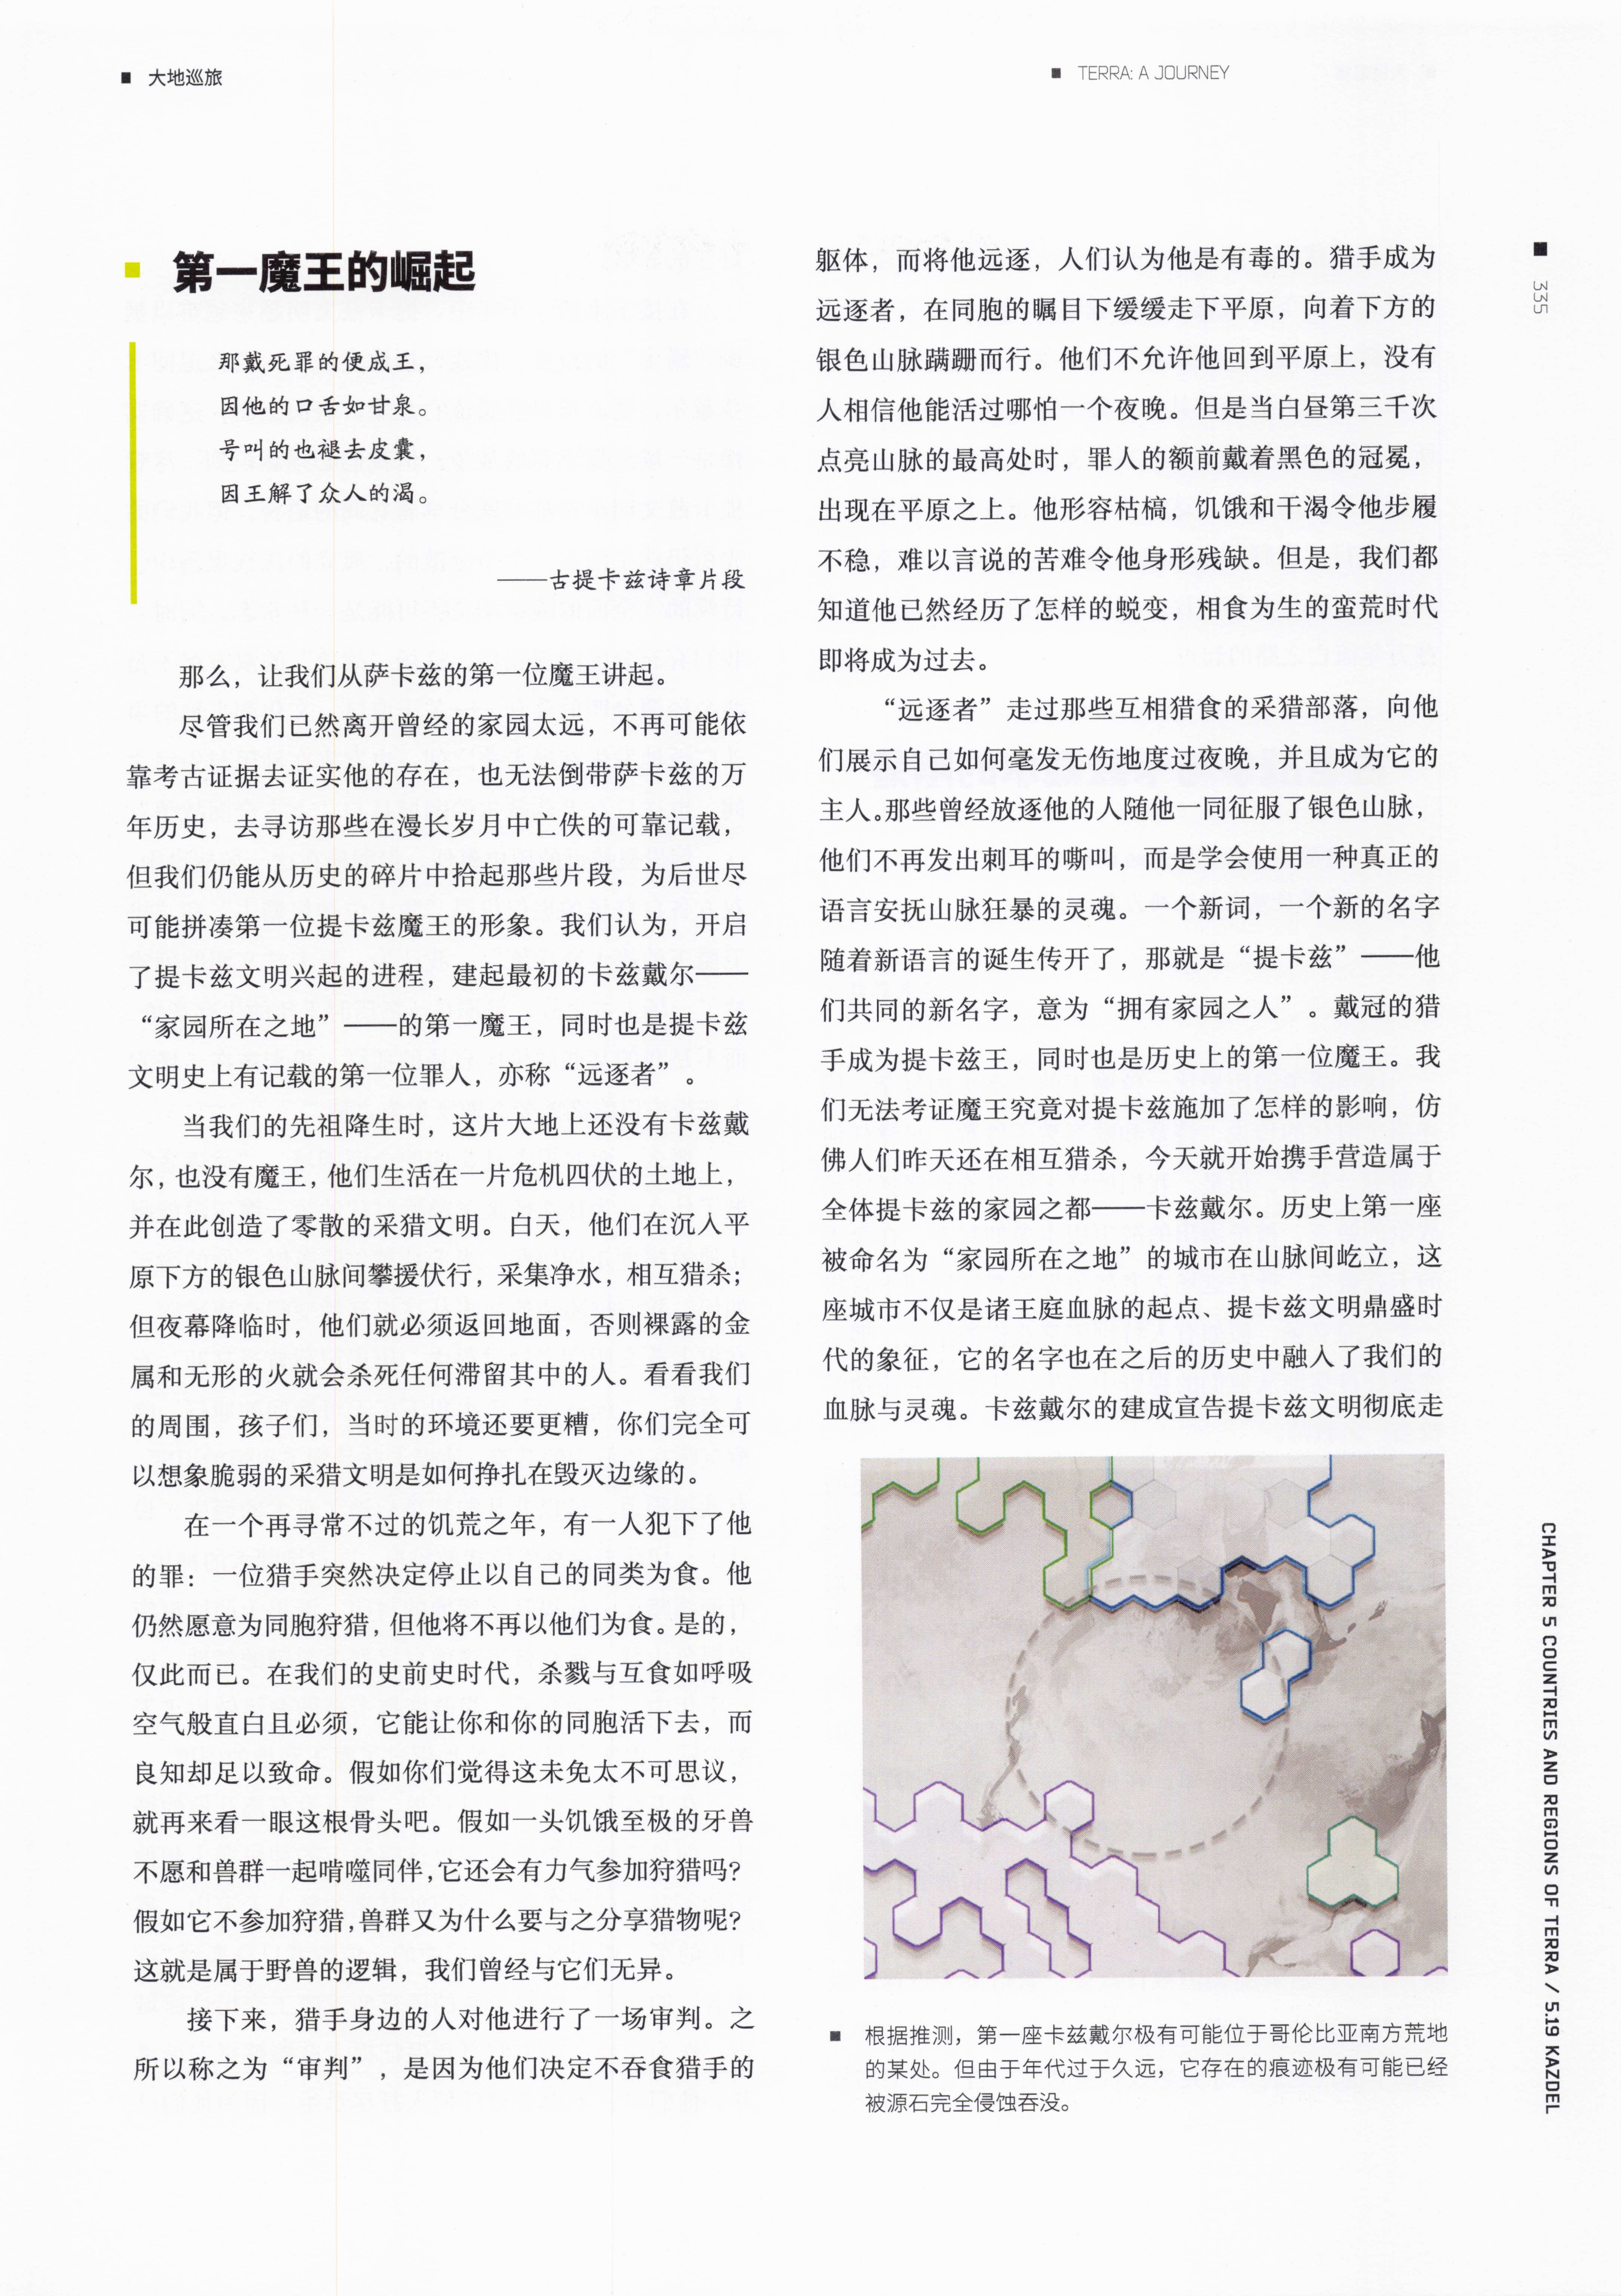 大地巡旅
TERRA: A JOURNEY
第一魔王的崛起
那戴死罪的便成王，
因他的口舌如甘泉。
号叫的也褪去皮囊，
因王解了众人的渴。
——古提卡兹诗章片段
那么，让我们从萨卡兹的第一位魔王讲起。
尽管我们已然离开曾经的家园太远，不再可能依
靠考古证据去证实他的存在，也无法倒带萨卡兹的万
年历史，去寻访那些在漫长岁月中亡佚的可靠记载，
但我们仍能从历史的碎片中拾起那些片段，为后世尽
可能拼凑第一位提卡兹魔王的形象。我们认为，开启
了提卡兹文明兴起的进程，建起最初的卡兹戴尔——
“家园所在之地”——的第一魔王，同时也是提卡兹
文明史上有记载的第一位罪人，亦称“远逐者”。
当我们的先祖降生时，这片大地上还没有卡兹戴
尔，也没有魔王，他们生活在一片危机四伏的土地上，
并在此创造了零散的采猎文明。白天，他们在沉入平
原下方的银色山脉间攀援伏行，采集净水，相互猎杀；
但夜幕降临时，他们就必须返回地面，否则裸露的金
属和无形的火就会杀死任何滞留其中的人。看看我们
的周围，孩子们，当时的环境还要更糟，你们完全可
以想象脆弱的采猎文明是如何挣扎在毁灭边缘的。
在一个再寻常不过的饥荒之年，有一人犯下了他
的罪：一位猎手突然决定停止以自己的同类为食。他
仍然愿意为同胞狩猎，但他将不再以他们为食。是的，
仅此而已。在我们的史前史时代，杀戮与互食如呼吸
空气般直白且必须，它能让你和你的同胞活下去，而
良知却足以致命。假如你们觉得这未免太不可思议，
就再来看一眼这根骨头吧。假如一头饥饿至极的牙兽
不愿和兽群一起啃噬同伴，它还会有力气参加狩猎吗？
假如它不参加狩猎，兽群又为什么要与之分享猎物呢？
这就是属于野兽的逻辑，我们曾经与它们无异。
接下来，猎手身边的人对他进行了一场审判。之
所以称之为“审判”，是因为他们决定不吞食猎手的
躯体，而将他远逐，人们认为他是有毒的。猎手成为
远逐者，在同胞的瞩目下缓缓走下平原，向着下方的
银色山脉蹒跚而行。他们不允许他回到平原上，没有
人相信他能活过哪怕一个夜晚。但是当白昼第三千次
点亮山脉的最高处时，罪人的额前戴着黑色的冠冕，
出现在平原之上。他形容枯槁，饥饿和干渴令他步履
不稳，难以言说的苦难令他身形残缺。但是，我们都
知道他已然经历了怎样的蜕变，相食为生的蛮荒时代
即将成为过去。
“远逐者”走过那些互相猎食的采猎部落，向他
们展示自己如何毫发无伤地度过夜晚，并且成为它的
主人。那些曾经放逐他的人随他一同征服了银色山脉，
他们不再发出刺耳的嘶叫，而是学会使用一种真正的
语言安抚山脉狂暴的灵魂。一个新词，一个新的名字
随着新语言的诞生传开了，那就是“提卡兹”——他
们共同的新名字，意为“拥有家园之人”。戴冠的猎
手成为提卡兹王，同时也是历史上的第一位魔王。我
们无法考证魔王究竟对提卡兹施加了怎样的影响，仿
佛人们昨天还在相互猎杀，今天就开始携手营造属于
全体提卡兹的家园之都——卡兹戴尔。历史上第一座
被命名为“家园所在之地”的城市在山脉间屹立，这
座城市不仅是诸王庭血脉的起点、提卡兹文明鼎盛时
代的象征，它的名字也在之后的历史中融入了我们的
血脉与灵魂。卡兹戴尔的建成宣告提卡兹文明彻底走
根据推测，第一座卡兹戴尔极有可能位于哥伦比亚南方荒地
的某处。但由于年代过于久远，它存在的痕迹极有可能已经
被源石完全侵蚀吞没。
335
CHAPTER 5 COUNTRIES AND REGIONS OF TERRA / 5.19 KAZDEL